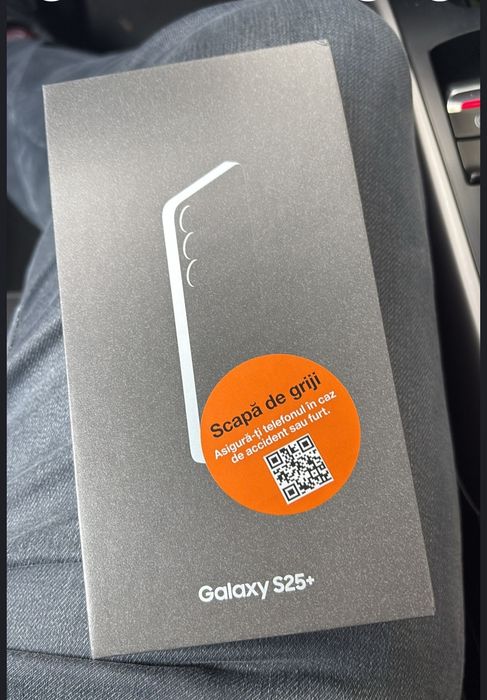 Scapă de griji
Asigură-ți telefonul în caz
de accident sau furt.
Galaxy S25+